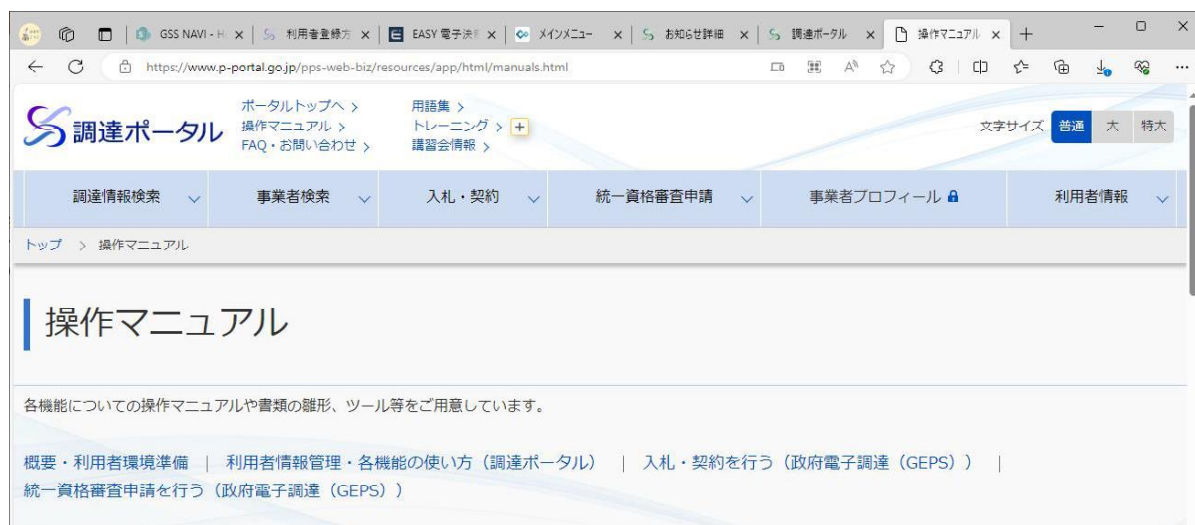 GSS NAVI - H
利用者登録方
EASY 電子決
メインメニュー
お知らせ詳細
調達ポータル
操作マニュアル
https://www.p-portal.go.jp/pps-web-biz/resources/app/html/manuals.html
調達ポータル
ポータルトップへ >
操作マニュアル >
FAQ・お問い合わせ >
用語集 >
トレーニング > +
講習会情報 >
文字サイズ 普通 大 特大
調達情報検索 事業者検索 入札・契約 統一資格審査申請 事業者プロフィール 利用者情報
トップ > 操作マニュアル
操作マニュアル
各機能についての操作マニュアルや書類の雛形、ツール等をご用意しています。
概要・利用者環境準備 | 利用者情報管理・各機能の使い方（調達ポータル） | 入札・契約を行う（政府電子調達（GEPS）） |
統一資格審査申請を行う（政府電子調達（GEPS））